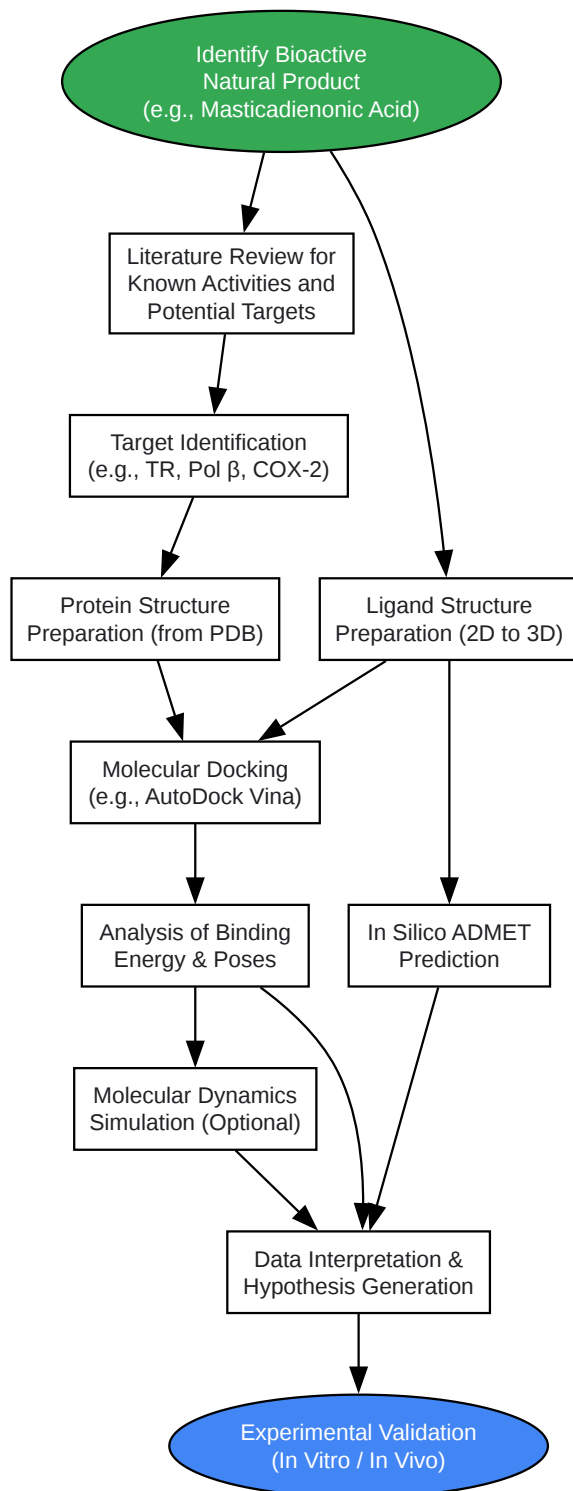 Identify Bioactive
Natural Product
(e.g., Masticadienonic Acid)
Literature Review for
Known Activities and
Potential Targets
Target Identification
(e.g., TR, Pol β, COX-2)
Protein Structure
Preparation (from PDB)
Ligand Structure
Preparation (2D to 3D)
Molecular Docking
(e.g., AutoDock Vina)
Analysis of Binding
Energy & Poses
In Silico ADMET
Prediction
Molecular Dynamics
Simulation (Optional)
Data Interpretation &
Hypothesis Generation
Experimental Validation
(In Vitro / In Vivo)